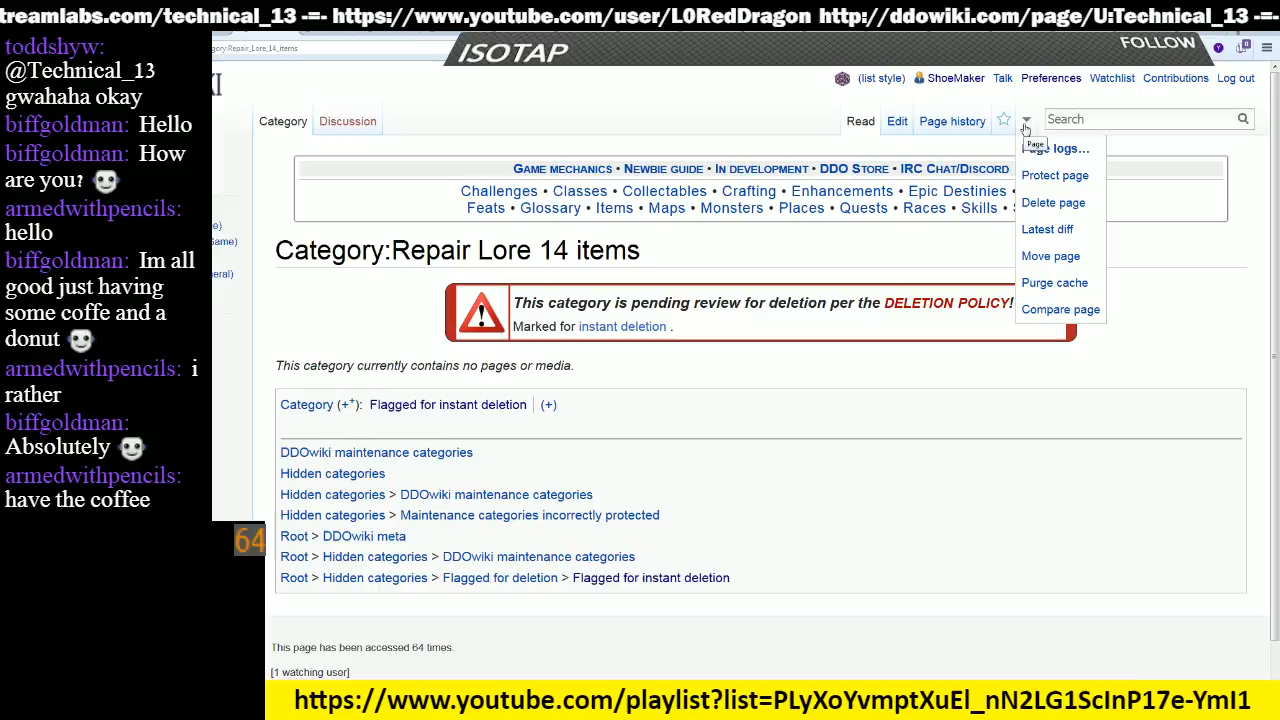 treamlabs.com/technical_13 -=- https://www.youtube.com/user/L0RedDragon http://ddowiki.com/page/U:Technical_13 -=- http
toddshyw:
@Technical_13
gwahaha okay
biffgoldman: Hello
biffgoldman: How
are you?
armedwithpencils:
hello
biffgoldman: Im all
good just having
some coffe and a
donut
armedwithpencils: i
rather
biffgoldman:
Absolutely
armedwithpencils:
have the coffee
64
gory:Repair_Lore_14_items
ISOTAP
FOLLOW
(list style) ShoeMaker Talk Preferences Watchlist Contributions Log out
Category Discussion Read Edit Page history Search
Page
Page logs...
Protect page
Delete page
Latest diff
Move page
Purge cache
Compare page
Game mechanics • Newbie guide • In development • DDO Store • IRC Chat/Discord
Challenges • Classes • Collectables • Crafting • Enhancements • Epic Destinies •
Feats • Glossary • Items • Maps • Monsters • Places • Quests • Races • Skills •
Category:Repair Lore 14 items
This category is pending review for deletion per the DELETION POLICY!
Marked for instant deletion .
This category currently contains no pages or media.
Category (+⁺): Flagged for instant deletion (+)
DDOwiki maintenance categories
Hidden categories
Hidden categories > DDOwiki maintenance categories
Hidden categories > Maintenance categories incorrectly protected
Root > DDOwiki meta
Root > Hidden categories > DDOwiki maintenance categories
Root > Hidden categories > Flagged for deletion > Flagged for instant deletion
This page has been accessed 64 times.
[1 watching user]
https://www.youtube.com/playlist?list=PLyXoYvmptXuEl_nN2LG1ScInP17e-YmI1